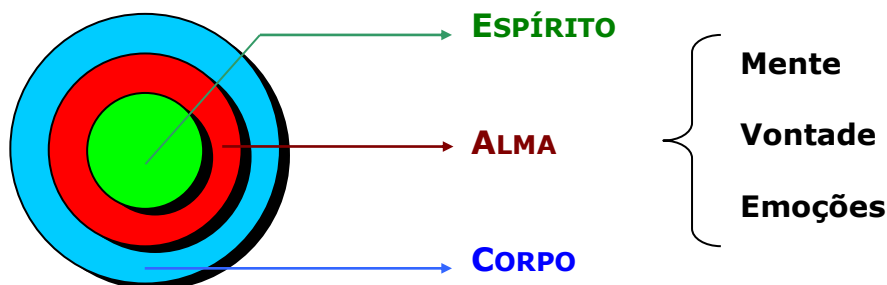 ESPÍRITO
ALMA
CORPO
Mente
Vontade
Emoções